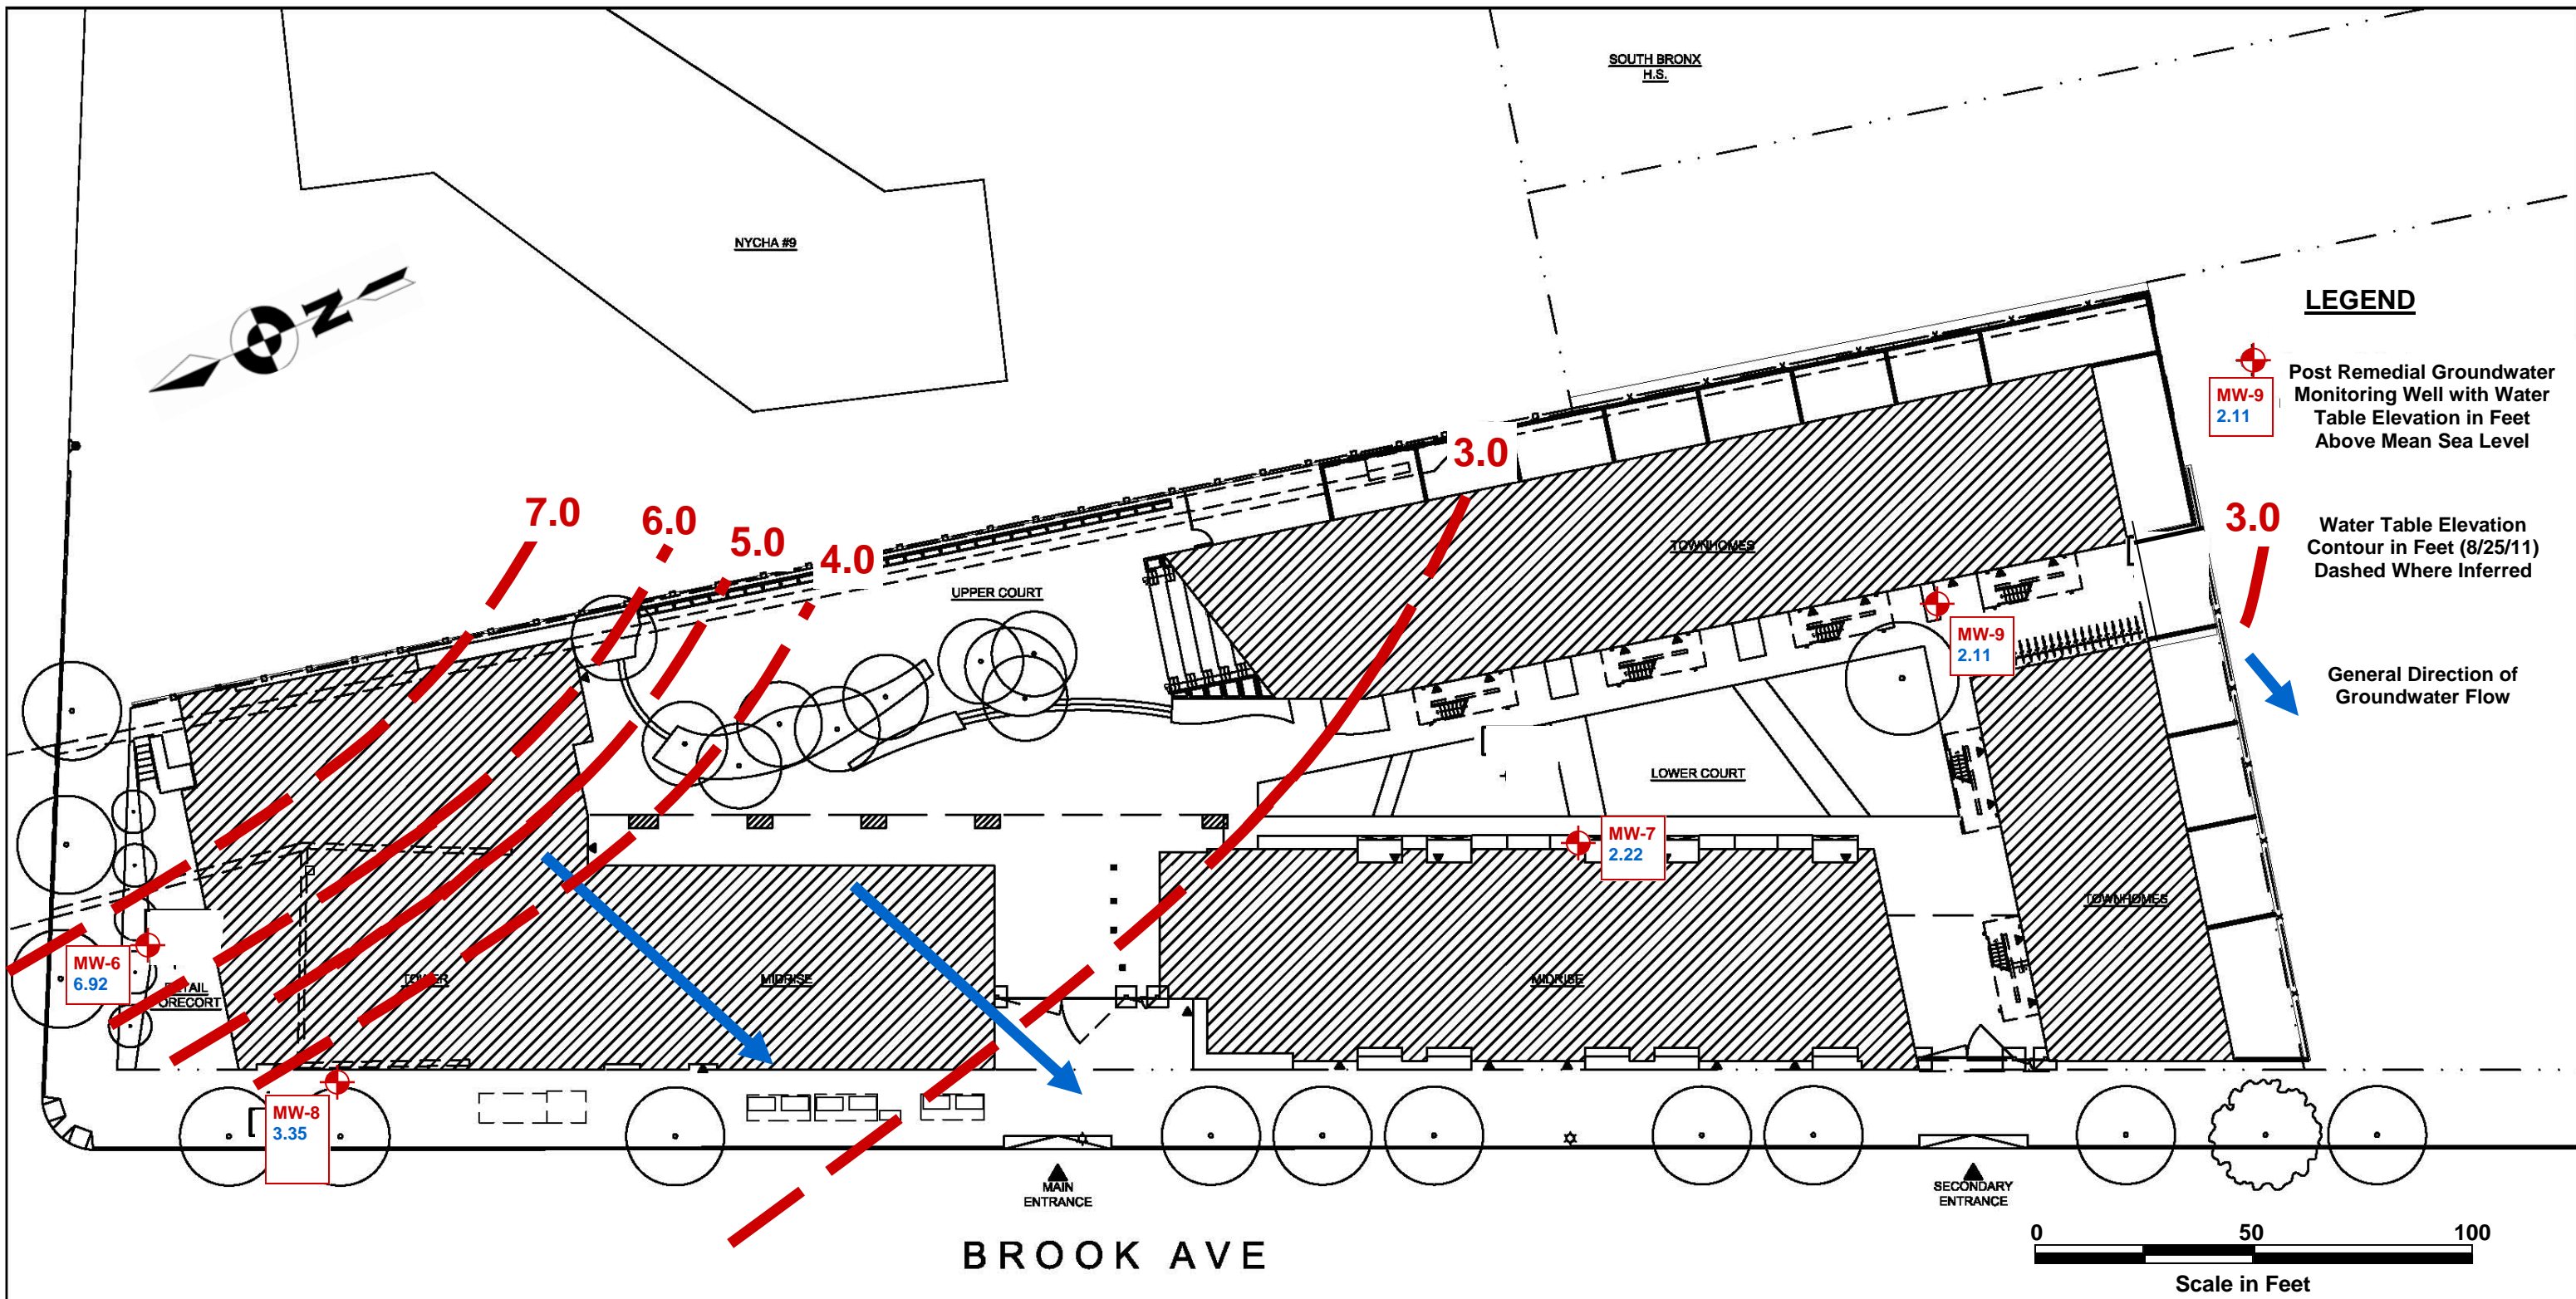 SOUTH BRONX
H.S.
NYCHA #9
N
LEGEND
Post Remedial Groundwater
Monitoring Well with Water
Table Elevation in Feet
Above Mean Sea Level
MW-9
2.11
3.0
Water Table Elevation
Contour in Feet (8/25/11)
Dashed Where Inferred
General Direction of
Groundwater Flow
7.0
6.0
5.0
4.0
3.0
UPPER COURT
TOWNHOMES
MW-9
2.11
LOWER COURT
MW-7
2.22
TOWNHOMES
MW-6
6.92
TOWER
MIDRISE
MIDRISE
ORECORT
MW-8
3.35
MAIN
ENTRANCE
SECONDARY
ENTRANCE
BROOK AVE
0 50 100
Scale in Feet